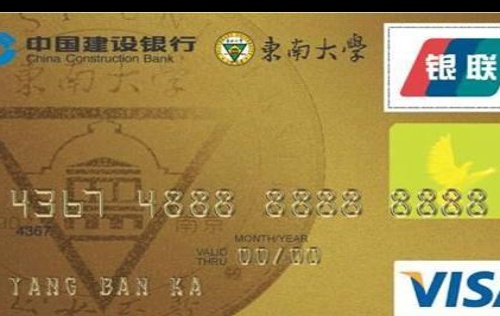 中国建设银行
China Construction Bank
東南大學
银联
4367 4888 8888 8888
4367
MONTH/YEAR
VALID THRU 00/00
YANG BAN KA
VISA